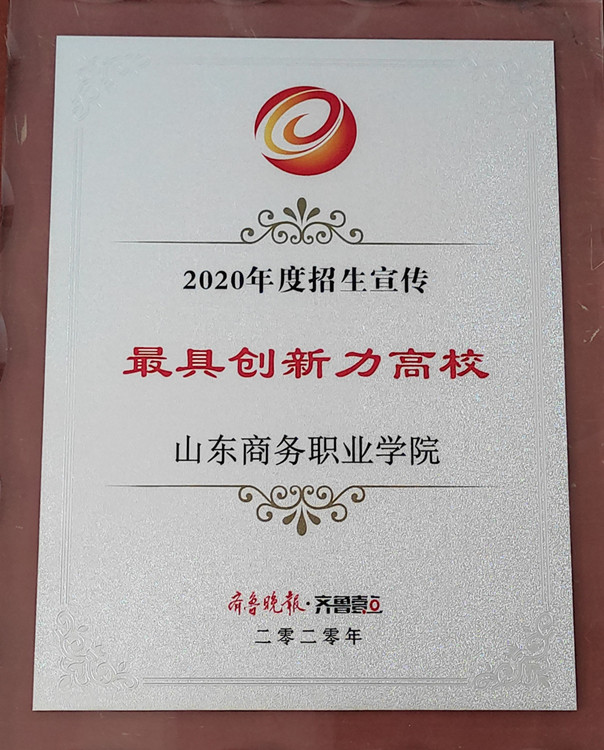 2020年度招生宣传
最具创新力高校
山东商务职业学院
齐鲁晚报·齐鲁壹点
二零二零年